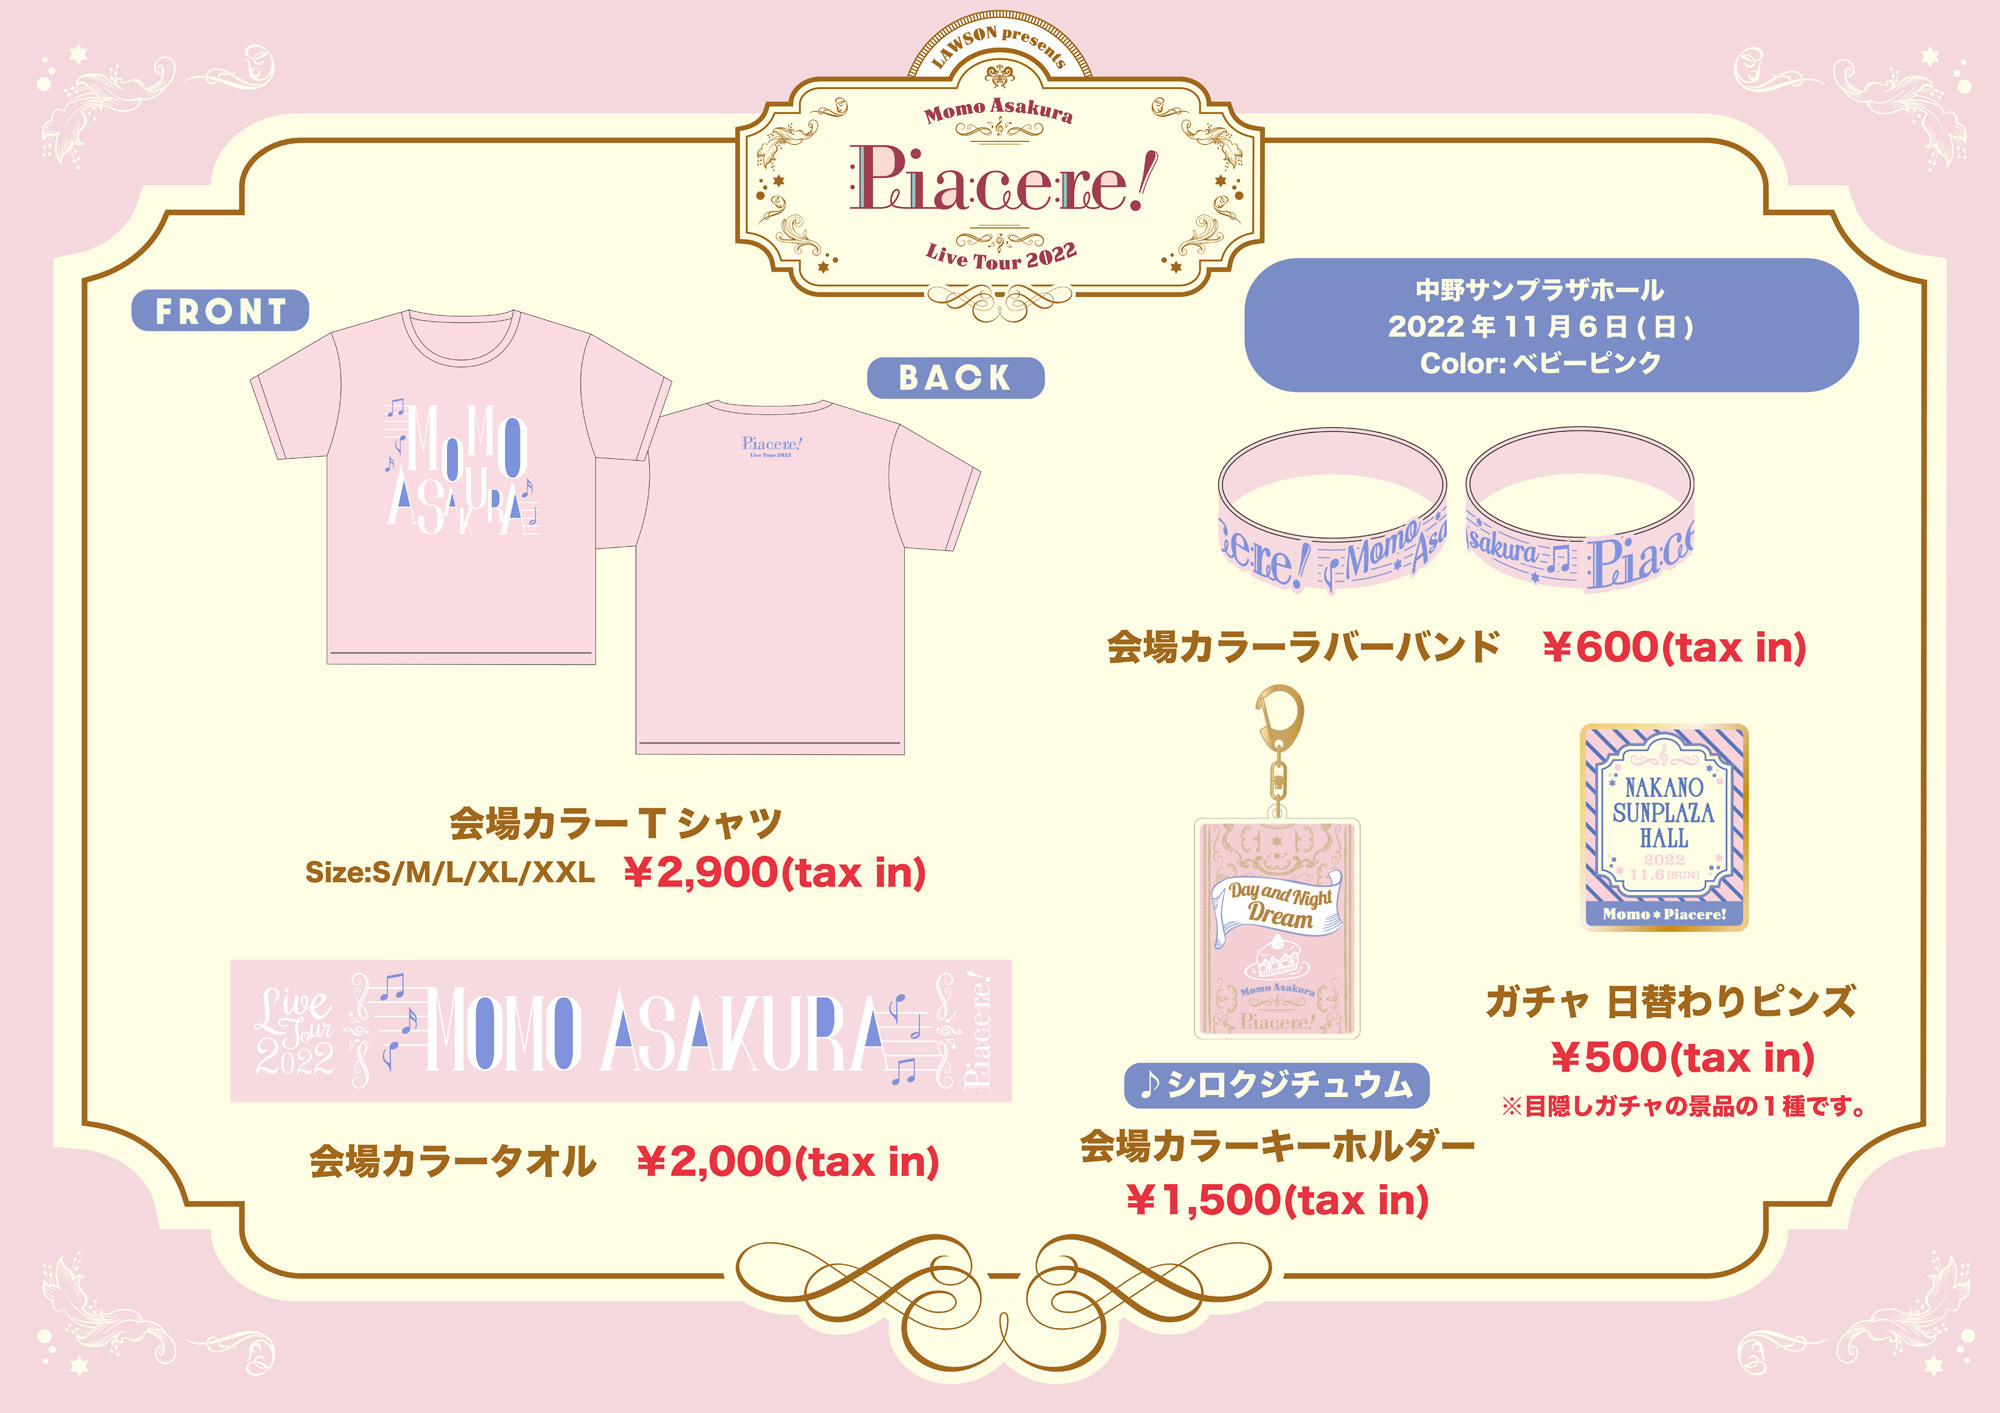 LAWSON presents
Momo Asakura
Piacere!
Live Tour 2022
FRONT
BACK
MOMO
ASAKURA
Piacere!
Live Tour 2022
中野サンプラザホール
2022年11月6日(日)
Color:ベビーピンク
cere! Momo Asa
sakura Piace
会場カラーラバーバンド ¥600(tax in)
会場カラーTシャツ
Size:S/M/L/XL/XXL ¥2,900(tax in)
Live Tour 2022
MOMO ASAKURA
Piacere!
会場カラータオル ¥2,000(tax in)
Day and Night
Dream
Momo Asakura
Piacere!
♪シロクジチュウム
会場カラーキーホルダー
¥1,500(tax in)
NAKANO
SUNPLAZA
HALL
2022
11.6[SUN]
Momo＊Piacere!
ガチャ 日替わりピンズ
¥500(tax in)
※目隠しガチャの景品の1種です。